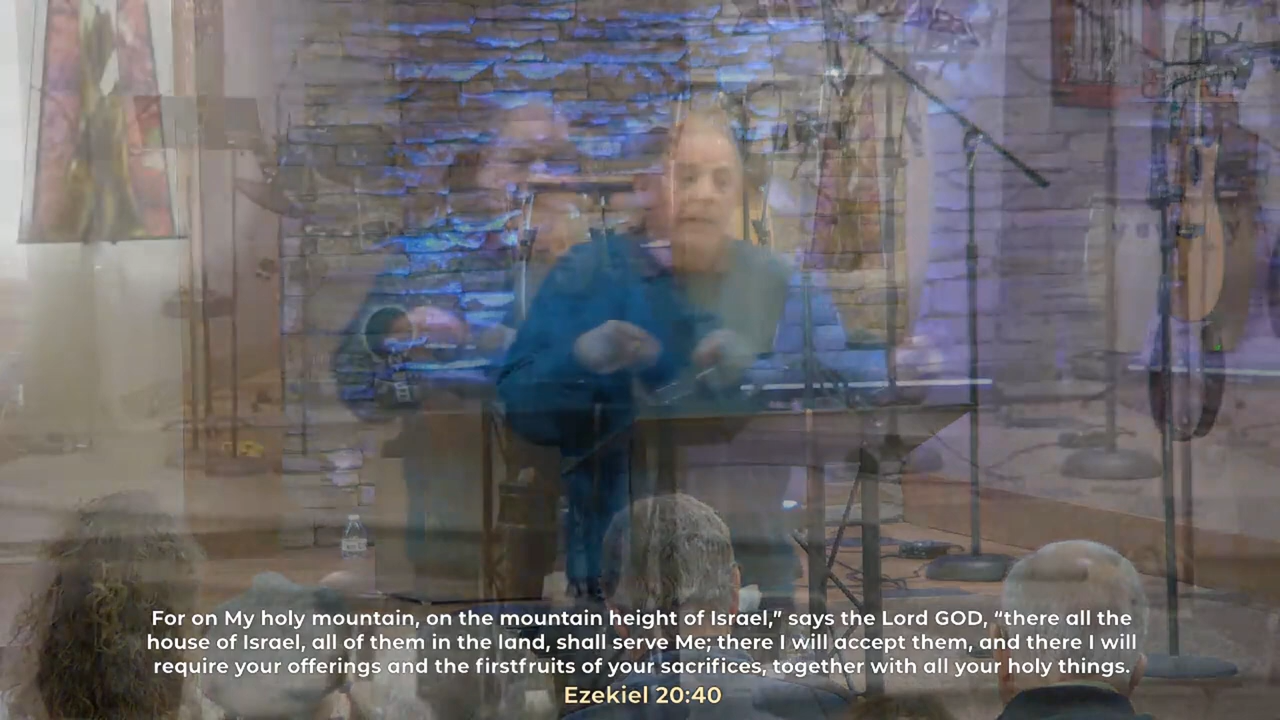 For on My holy mountain, on the mountain height of Israel,” says the Lord GOD, “there all the
house of Israel, all of them in the land, shall serve Me; there I will accept them, and there I will
require your offerings and the firstfruits of your sacrifices, together with all your holy things.
Ezekiel 20:40